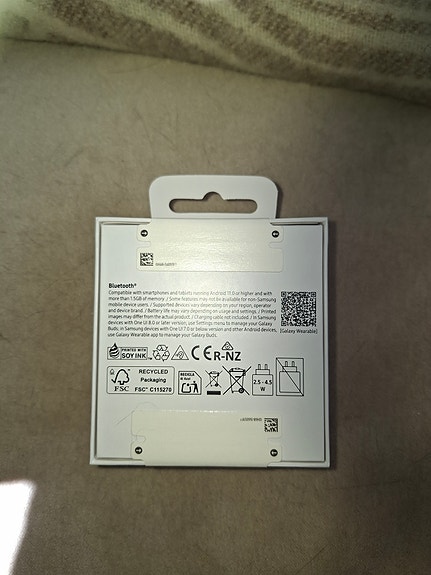 Bluetooth®
Compatible with smartphones and tablets running Android 11.0 or higher and with
more than 1.5GB of memory / Some features may not be available for non-Samsung
mobile device users. / Supported devices vary depending on your region, operator
and device brand. / Battery life may vary depending on usage and settings. / Printed
images may differ from the actual product. / Charging cable not included. / In Samsung
devices with One UI 8.0 or later version, use Settings menu to manage your Galaxy
Buds. In Samsung devices with One UI 7.0 or below version and other Android devices,
use Galaxy Wearable app to manage your Galaxy Buds.
[Galaxy Wearable]
PRINTED WITH
SOY INK
CE R-NZ
FSC
RECYCLED
Packaging
FSC® C115270
2.5 - 4.5
W